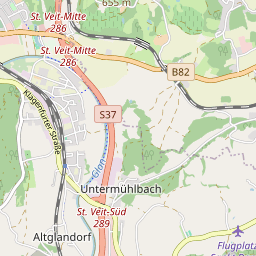 655 m
St. Veit-Mitte
286
St. Veit-Mitte
286
B82
Klagenfurter
Straße
S37
Glan
Untermühlbach
St. Veit-Süd
289
Altglandorf
Flugplatz